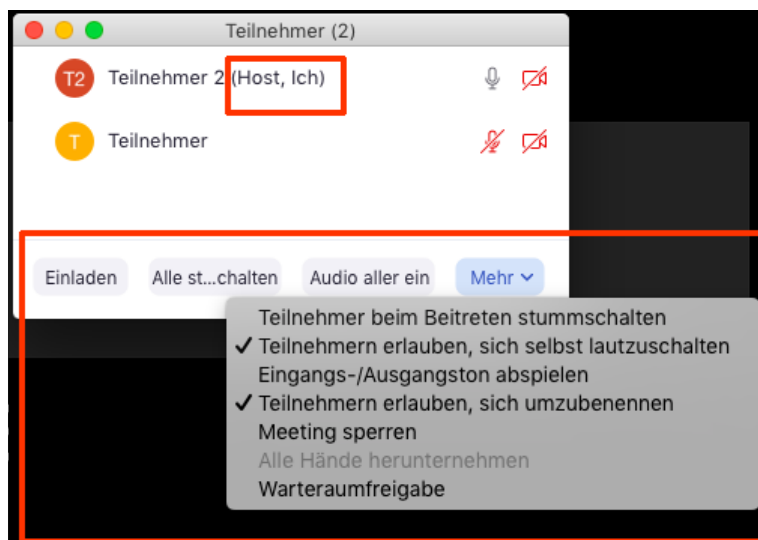 Teilnehmer (2)
T2 Teilnehmer 2 (Host, Ich)
T Teilnehmer
Einladen Alle st...chalten Audio aller ein Mehr
Teilnehmer beim Beitreten stummschalten
✓ Teilnehmern erlauben, sich selbst lautzuschalten
Eingangs-/Ausgangston abspielen
✓ Teilnehmern erlauben, sich umzubenennen
Meeting sperren
Alle Hände herunternehmen
Warteraumfreigabe